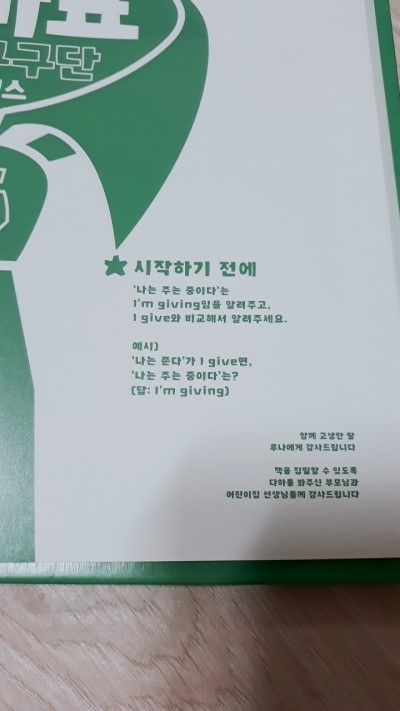 구구단
스
시작하기 전에
'나는 주는 중이다'는
I'm giving임을 알려주고,
I give와 비교해서 알려주세요.
예시)
'나는 준다'가 I give면,
'나는 주는 중이다'는?
(답: I'm giving)
함께 고생한 딸
루나에게 감사드립니다
책을 집필할 수 있도록
다하를 봐주신 부모님과
어린이집 선생님들께 감사드립니다